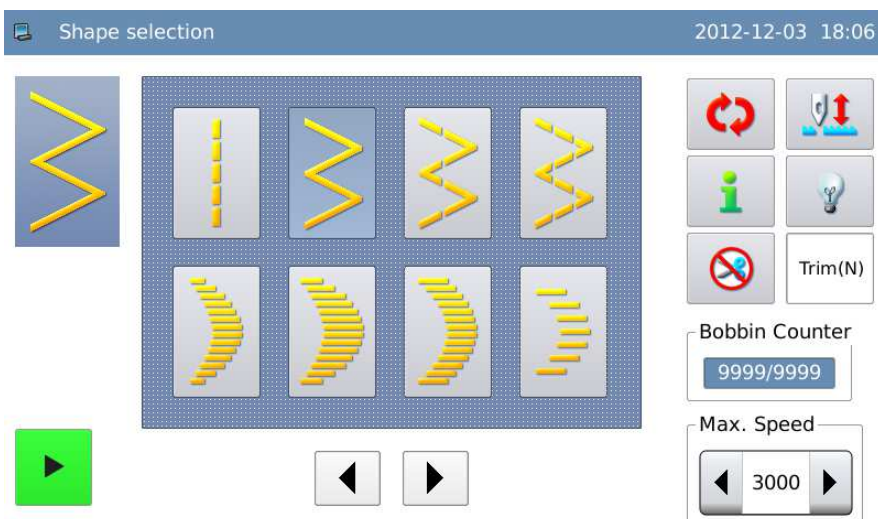 Shape selection
2012-12-03 18:06
Trim(N)
Bobbin Counter
9999/9999
Max. Speed
3000